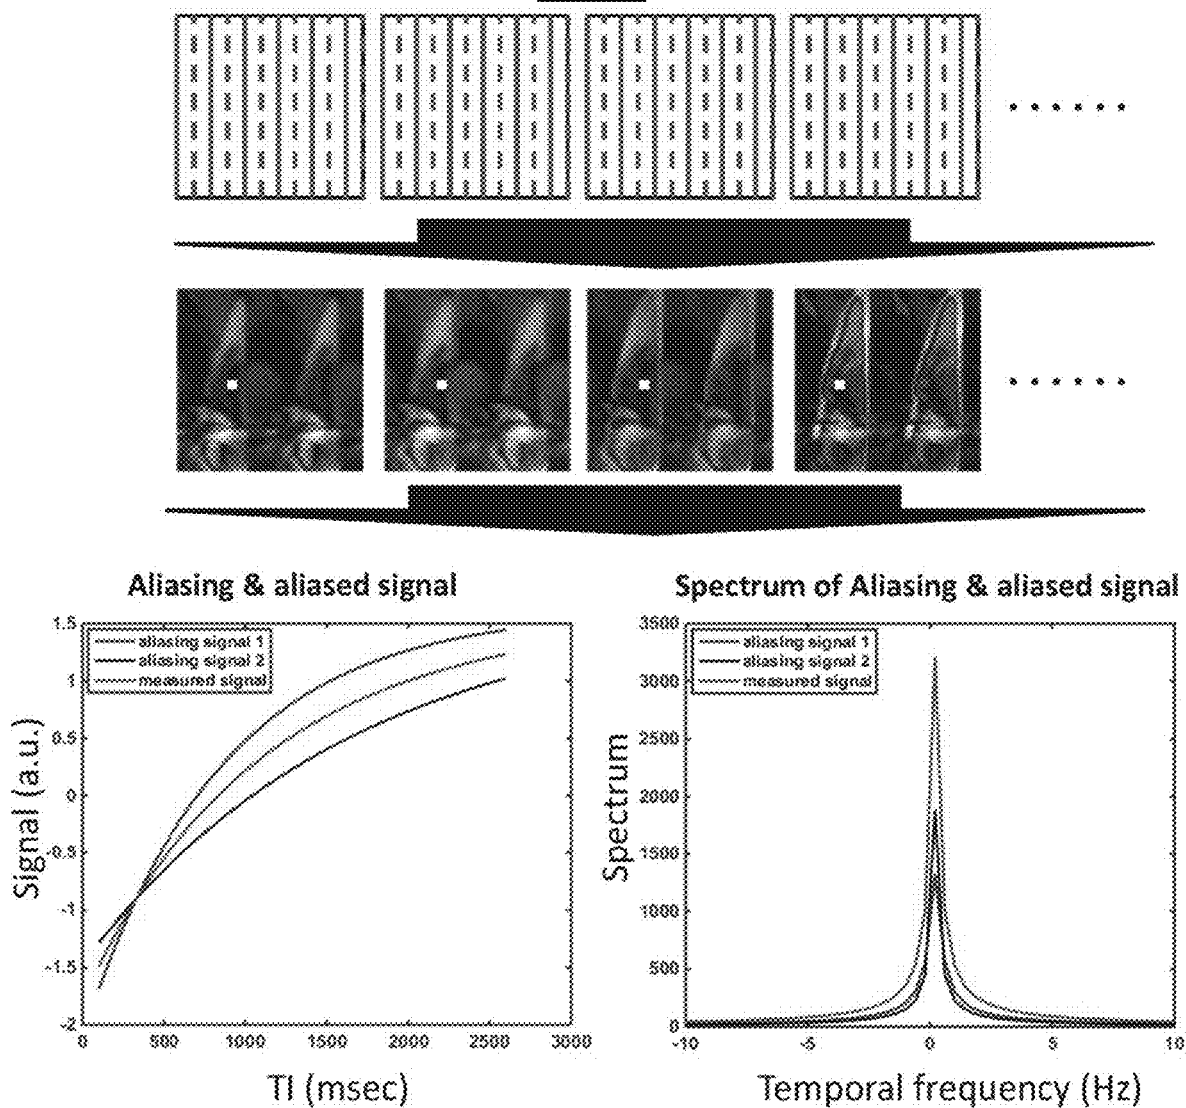 Aliasing & aliased signal
Spectrum of Aliasing & aliased signal
1.5
1
0.5
0
-0.5
-1
-1.5
-2
Signal (a.u.)
aliasing signal 1
aliasing signal 2
measured signal
0 500 1000 1500 2000 2500 3000
TI (msec)
3500
3000
2500
2000
1500
1000
500
0
Spectrum
aliasing signal 1
aliasing signal 2
measured signal
-10 -5 0 5 10
Temporal frequency (Hz)